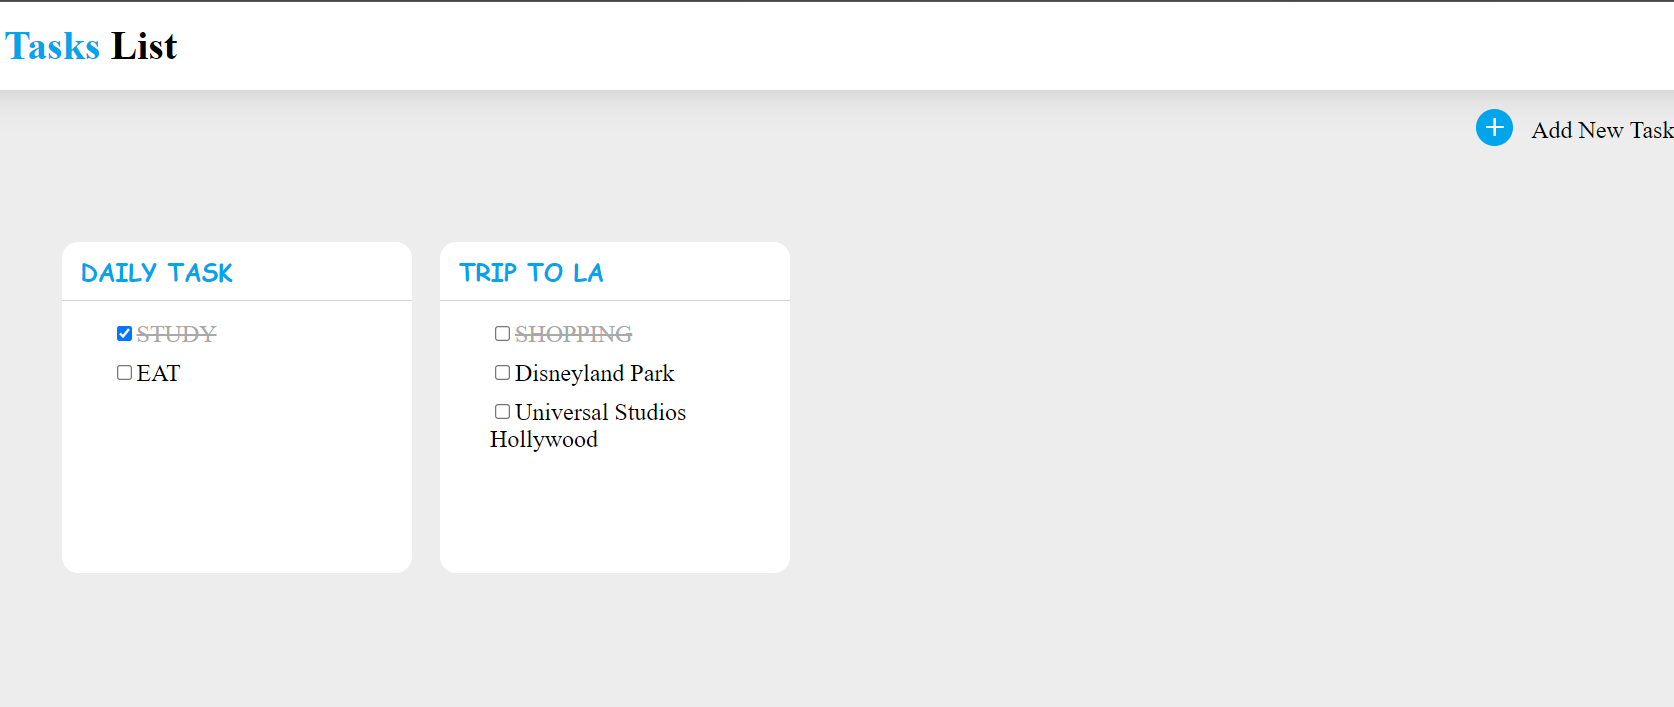 Tasks List
Add New Task
DAILY TASK
STUDY
EAT
TRIP TO LA
SHOPPING
Disneyland Park
Universal Studios
Hollywood